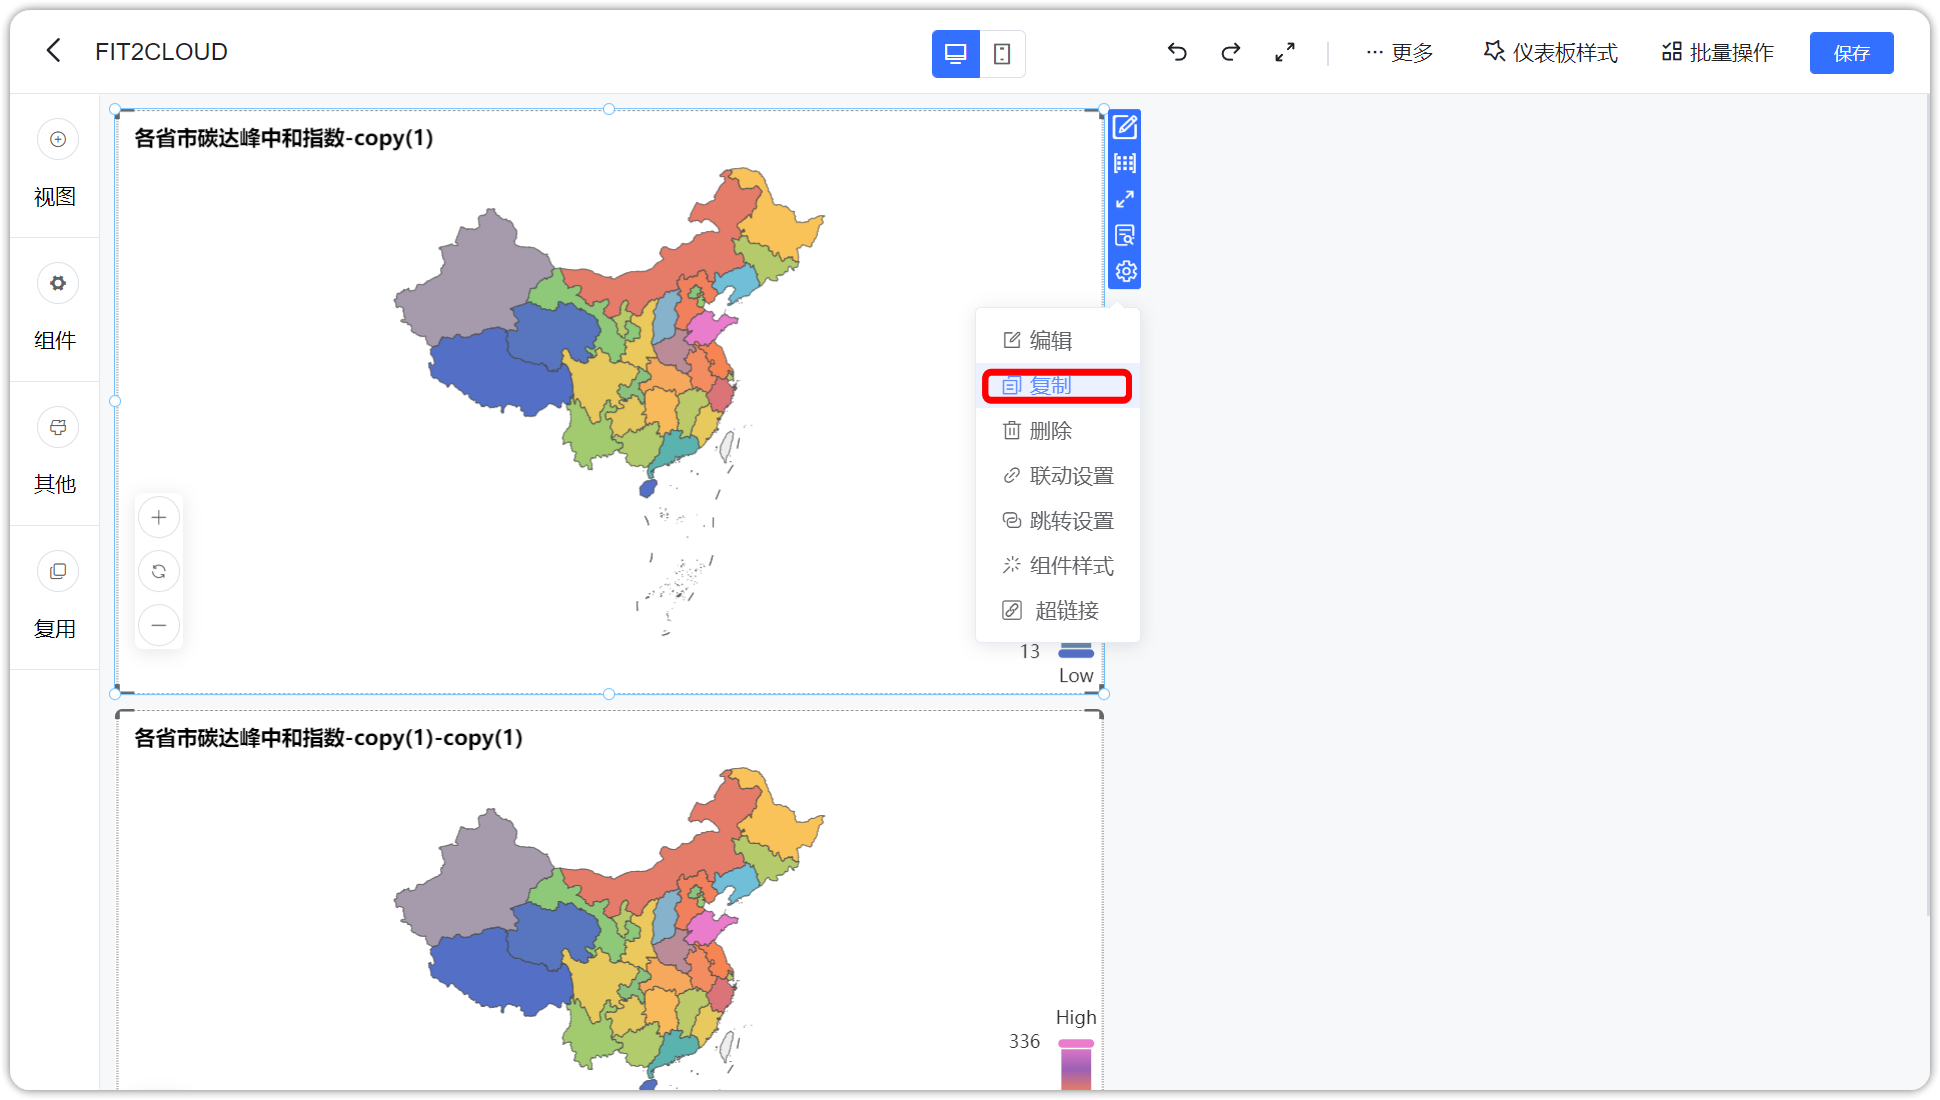 FIT2CLOUD
··· 更多
仪表板样式
批量操作
保存
视图
组件
其他
复用
各省市碳达峰中和指数-copy(1)
编辑
复制
删除
联动设置
跳转设置
组件样式
超链接
13
Low
各省市碳达峰中和指数-copy(1)-copy(1)
High
336